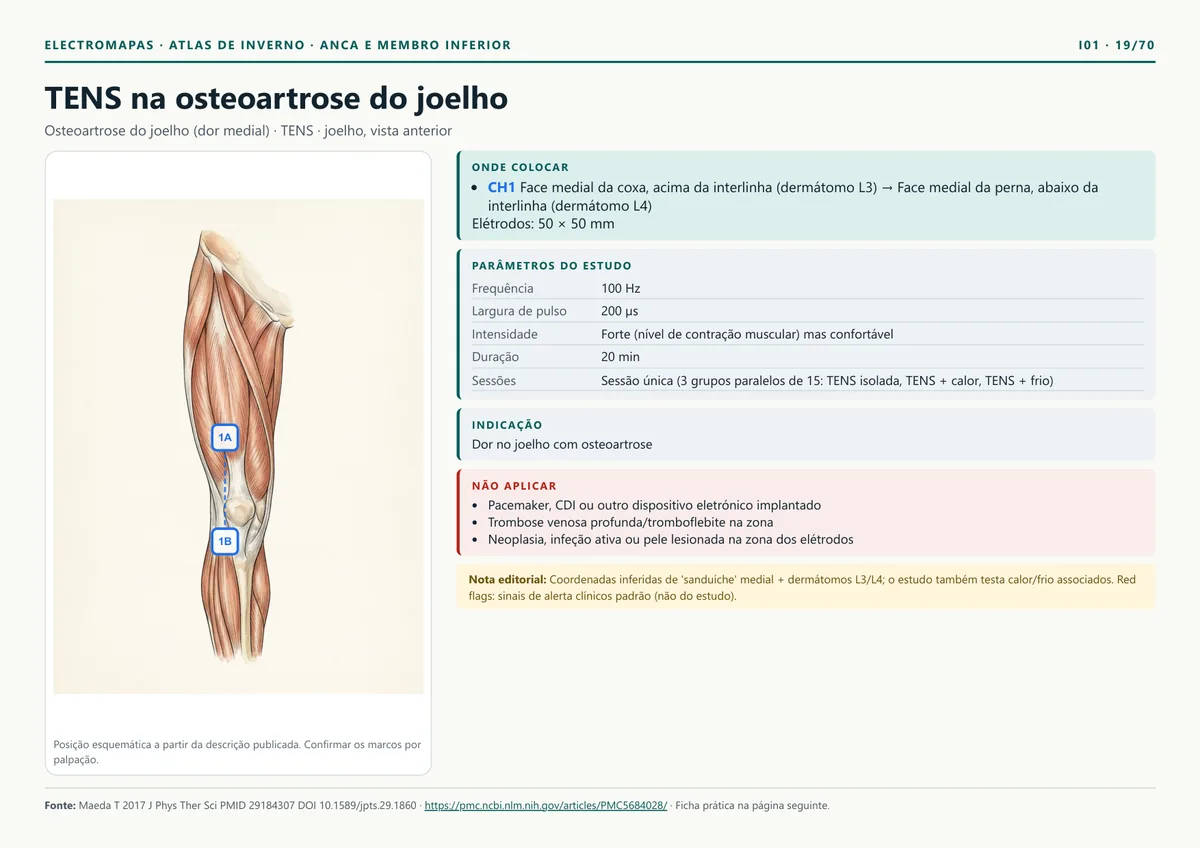 ELECTROMAPAS · ATLAS DE INVERNO · ANCA E MEMBRO INFERIOR
I01 · 19/70
TENS na osteoartrose do joelho
Osteoartrose do joelho (dor medial) · TENS · joelho, vista anterior
1A
1B
Posição esquemática a partir da descrição publicada. Confirmar os marcos por
palpação.
ONDE COLOCAR
• CH1 Face medial da coxa, acima da interlinha (dermátomo L3) → Face medial da perna, abaixo da
interlinha (dermátomo L4)
Elétrodos: 50 × 50 mm
PARÂMETROS DO ESTUDO
Frequência 100 Hz
Largura de pulso 200 µs
Intensidade Forte (nível de contração muscular) mas confortável
Duração 20 min
Sessões Sessão única (3 grupos paralelos de 15: TENS isolada, TENS + calor, TENS + frio)
INDICAÇÃO
Dor no joelho com osteoartrose
NÃO APLICAR
• Pacemaker, CDI ou outro dispositivo eletrónico implantado
• Trombose venosa profunda/tromboflebite na zona
• Neoplasia, infeção ativa ou pele lesionada na zona dos elétrodos
Nota editorial: Coordenadas inferidas de 'sanduíche' medial + dermátomos L3/L4; o estudo também testa calor/frio associados. Red
flags: sinais de alerta clínicos padrão (não do estudo).
Fonte: Maeda T 2017 J Phys Ther Sci PMID 29184307 DOI 10.1589/jpts.29.1860 · https://pmc.ncbi.nlm.nih.gov/articles/PMC5684028/ · Ficha prática na página seguinte.